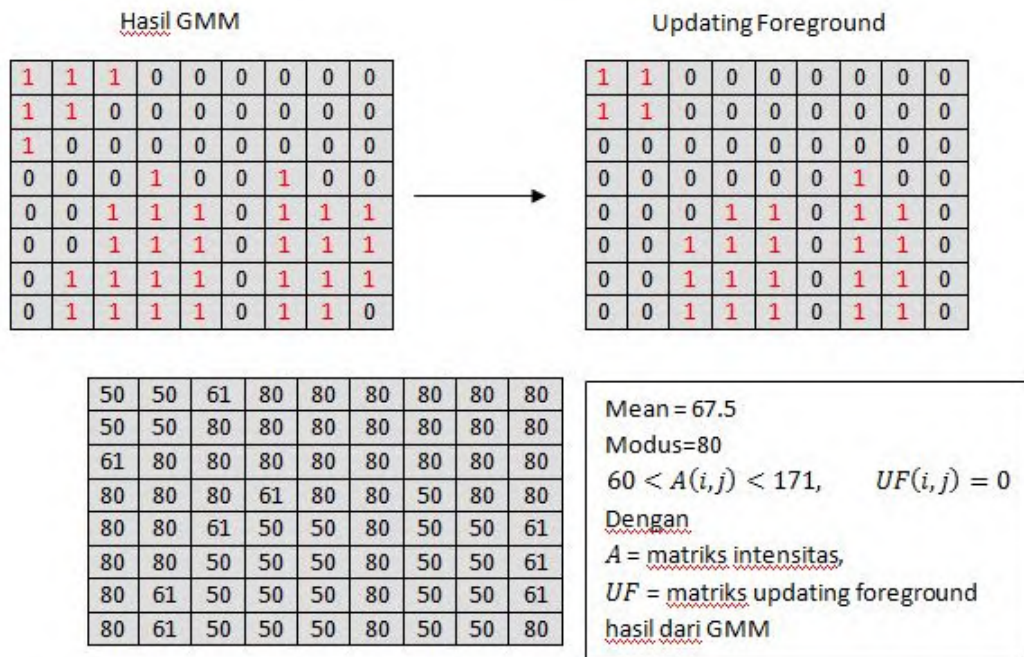 Hasil GMM
Updating Foreground
1 1 1 0 0 0 0 0 0
1 1 0 0 0 0 0 0 0
1 0 0 0 0 0 0 0 0
0 0 0 1 0 0 1 0 0
0 0 1 1 1 0 1 1 1
0 0 1 1 1 0 1 1 1
0 1 1 1 1 0 1 1 1
0 1 1 1 1 0 1 1 0
1 1 0 0 0 0 0 0 0
1 1 0 0 0 0 0 0 0
0 0 0 0 0 0 0 0 0
0 0 0 0 0 0 1 0 0
0 0 0 1 1 0 1 1 0
0 0 1 1 1 0 1 1 0
0 0 1 1 1 0 1 1 0
0 0 1 1 1 0 1 1 0
50 50 61 80 80 80 80 80 80
50 50 80 80 80 80 80 80 80
61 80 80 80 80 80 80 80 80
80 80 80 61 80 80 50 80 80
80 80 61 50 50 80 50 50 61
80 80 50 50 50 80 50 50 61
80 61 50 50 50 80 50 50 61
80 61 50 50 50 80 50 50 80
Mean = 67.5
Modus=80
60 < A(i,j) < 171, UF(i,j) = 0
Dengan
A = matriks intensitas,
UF = matriks updating foreground
hasil dari GMM